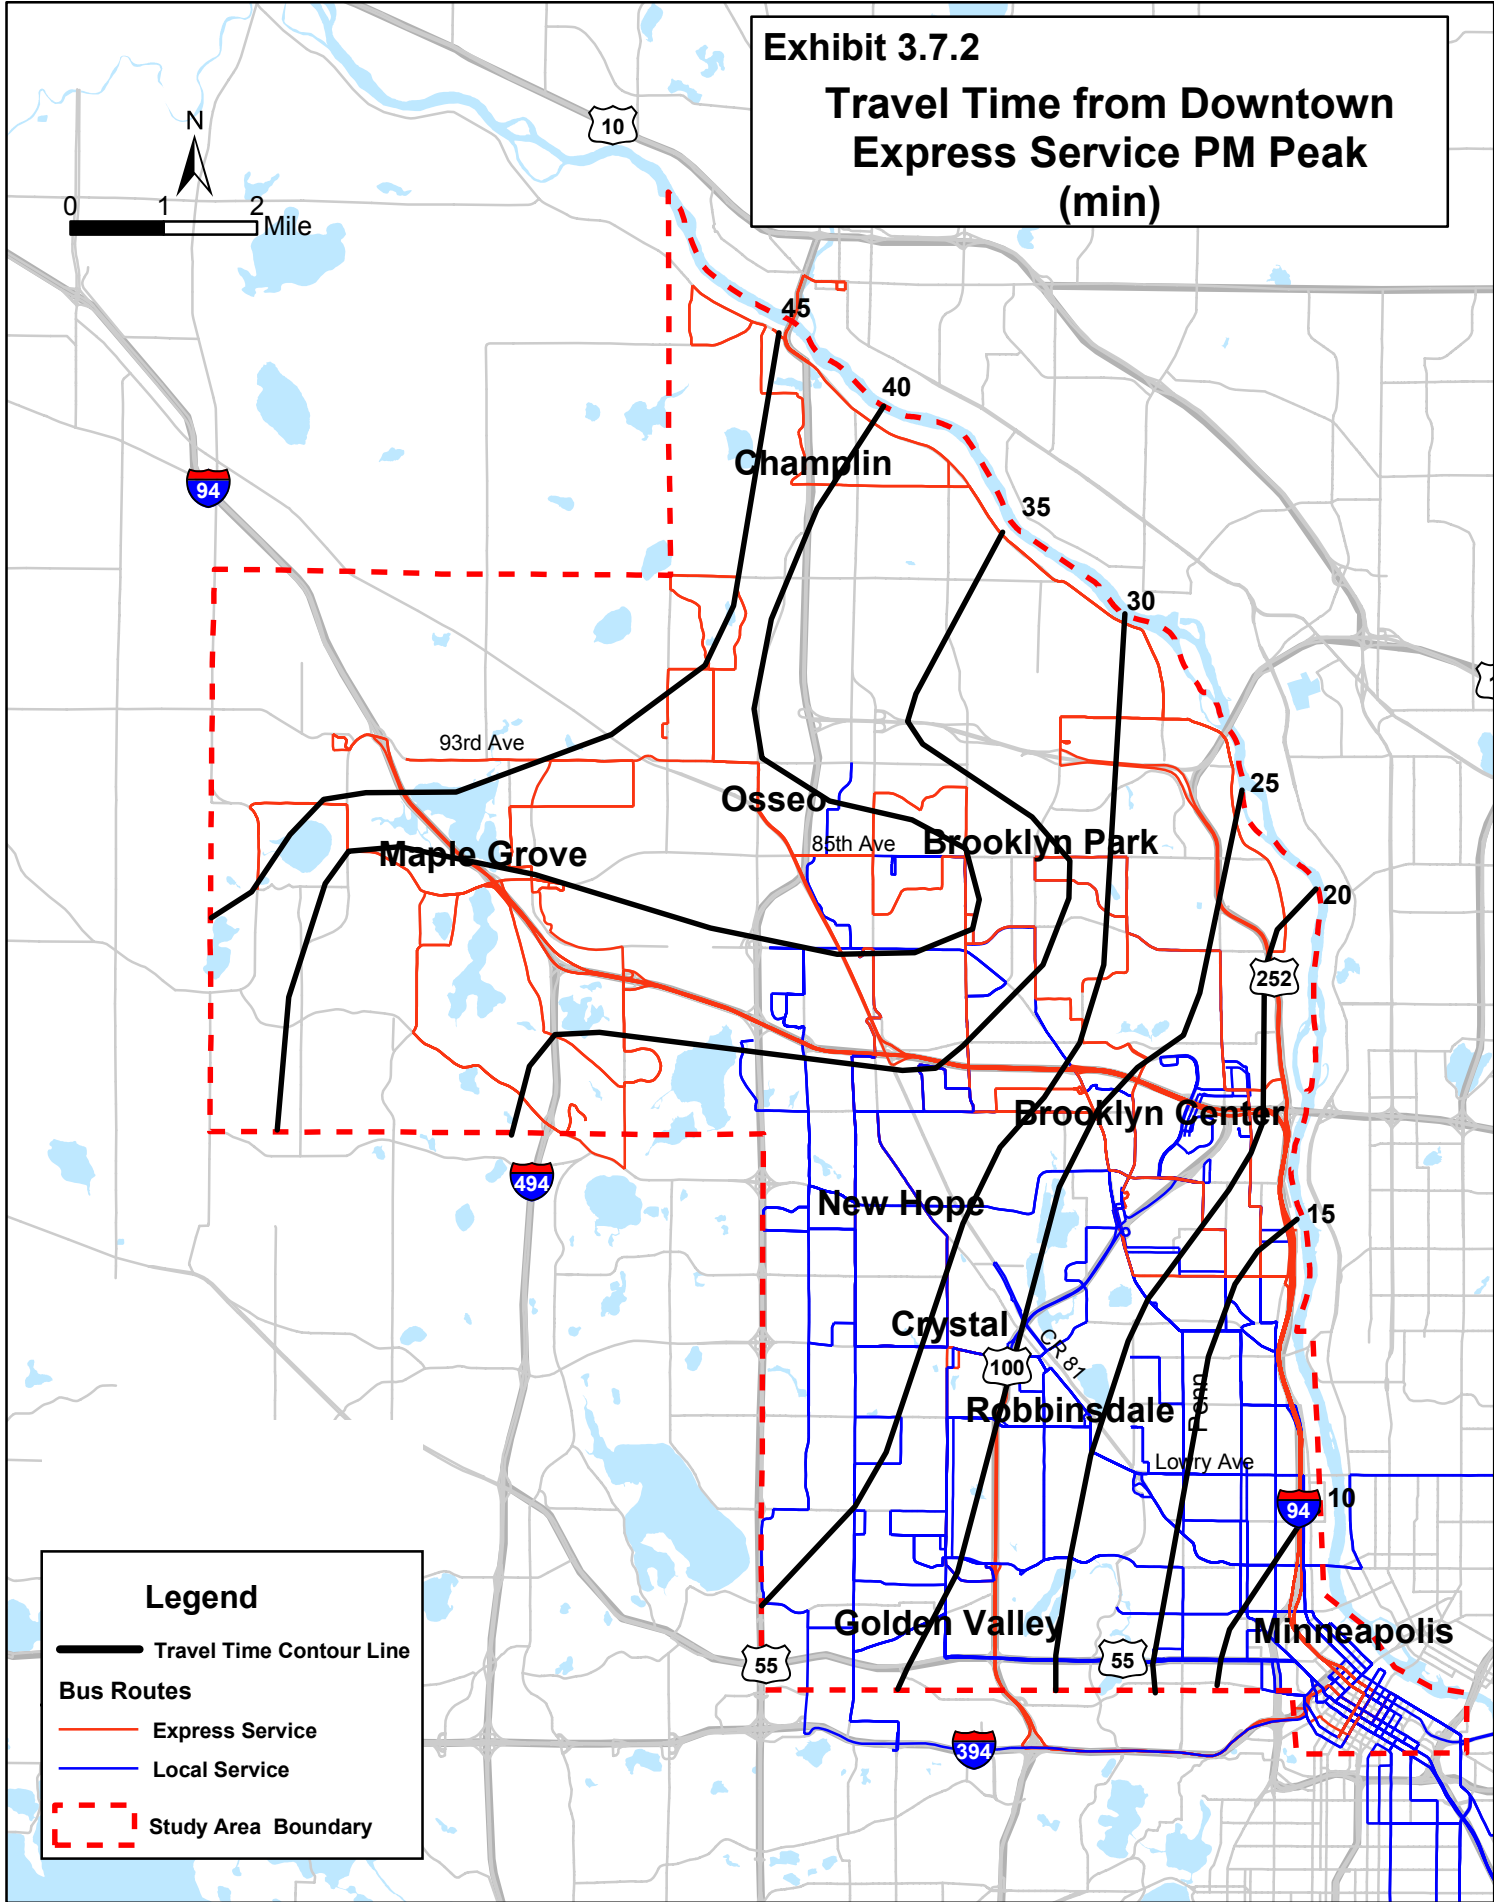 Exhibit 3.7.2
Travel Time from Downtown
Express Service PM Peak
(min)
N
0 1 2
Mile
10
45
40
Champlin
94
35
30
93rd Ave
25
Osseo
85th Ave
Brooklyn Park
Maple Grove
20
252
Brooklyn Center
494
New Hope
15
Crystal
CR 81
100
Penn
Robbinsdale
Lowry Ave
94
10
Golden Valley
Minneapolis
55
55
394
Legend
Travel Time Contour Line
Bus Routes
Express Service
Local Service
Study Area Boundary